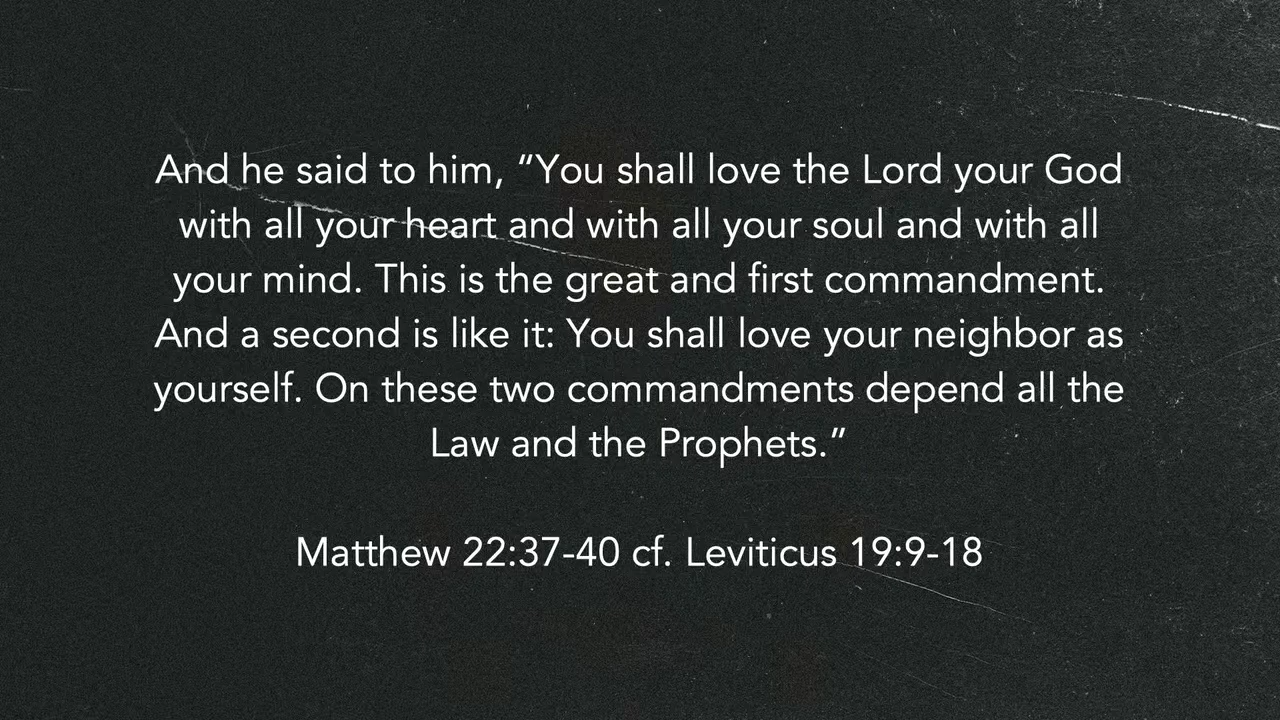 And he said to him, “You shall love the Lord your God
with all your heart and with all your soul and with all
your mind. This is the great and first commandment.
And a second is like it: You shall love your neighbor as
yourself. On these two commandments depend all the
Law and the Prophets.”
Matthew 22:37-40 cf. Leviticus 19:9-18